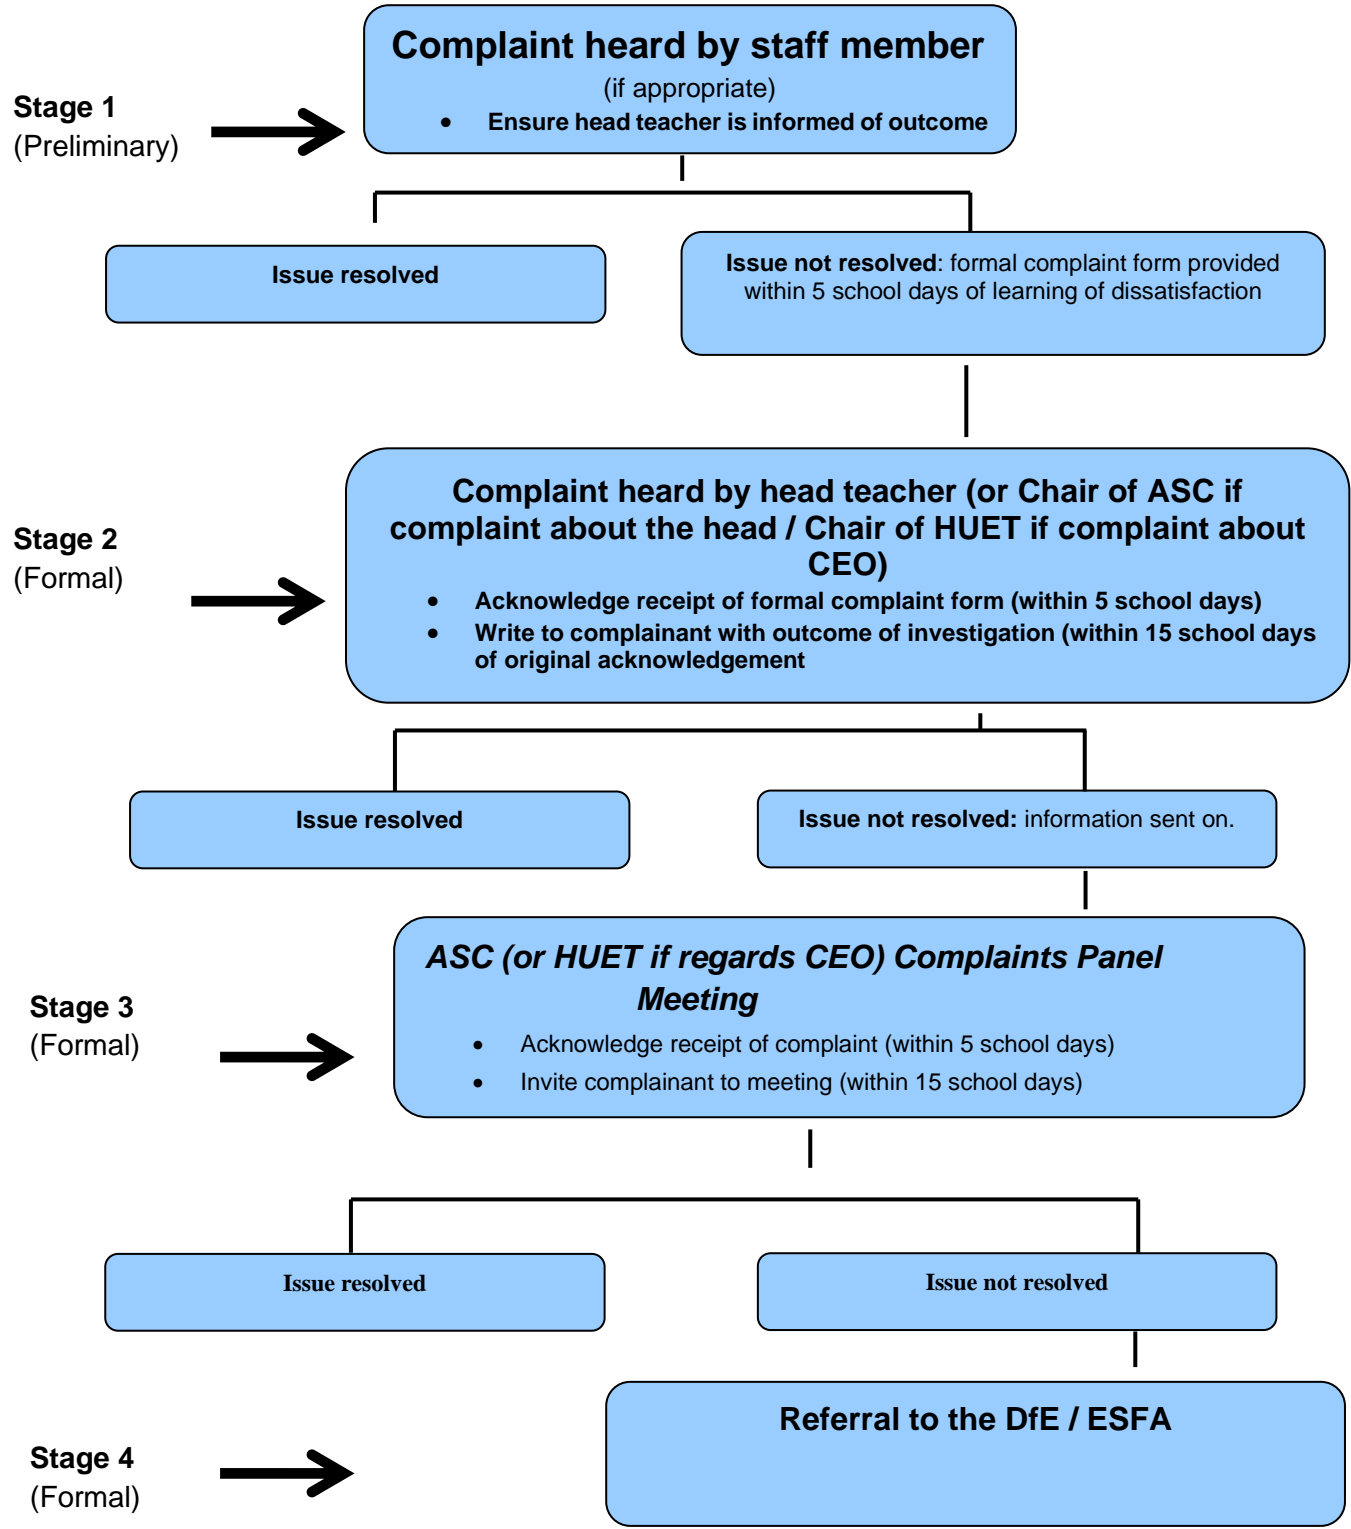 Complaint heard by staff member
(if appropriate)
• Ensure head teacher is informed of outcome
Stage 1
(Preliminary)
Issue resolved
Issue not resolved: formal complaint form provided
within 5 school days of learning of dissatisfaction
Complaint heard by head teacher (or Chair of ASC if
complaint about the head / Chair of HUET if complaint about
CEO)
• Acknowledge receipt of formal complaint form (within 5 school days)
• Write to complainant with outcome of investigation (within 15 school days
of original acknowledgement
Stage 2
(Formal)
Issue resolved
Issue not resolved: information sent on.
ASC (or HUET if regards CEO) Complaints Panel
Meeting
• Acknowledge receipt of complaint (within 5 school days)
• Invite complainant to meeting (within 15 school days)
Stage 3
(Formal)
Issue resolved
Issue not resolved
Referral to the DfE / ESFA
Stage 4
(Formal)